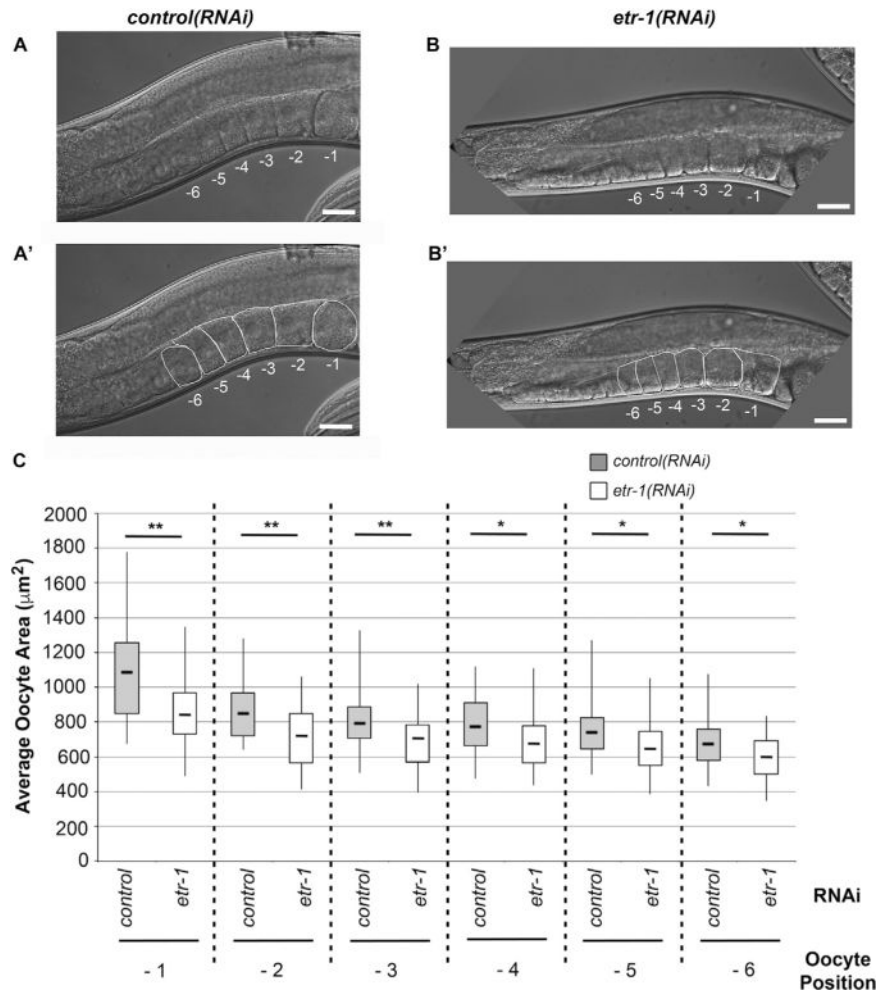 control(RNAi)
etr-1(RNAi)
A
-6
-5
-4
-3
-2
-1
B
-6
-5
-4
-3
-2
-1
A'
-6
-5
-4
-3
-2
-1
B'
-6
-5
-4
-3
-2
-1
C
control(RNAi)
etr-1(RNAi)
Average Oocyte Area (μm²)
2000
1800
1600
1400
1200
1000
800
600
400
200
0
** ** ** * * *
control etr-1 control etr-1 control etr-1 control etr-1 control etr-1 control etr-1
RNAi
- 1 - 2 - 3 - 4 - 5 - 6
Oocyte
Position